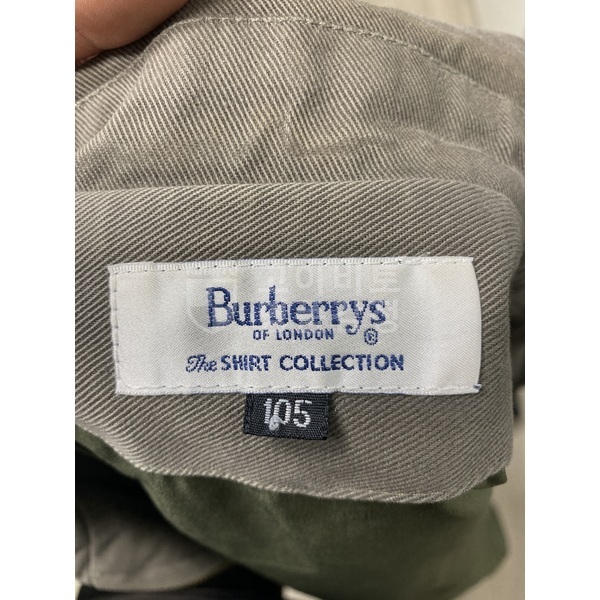 Burberrys
OF LONDON ®
The SHIRT COLLECTION
105